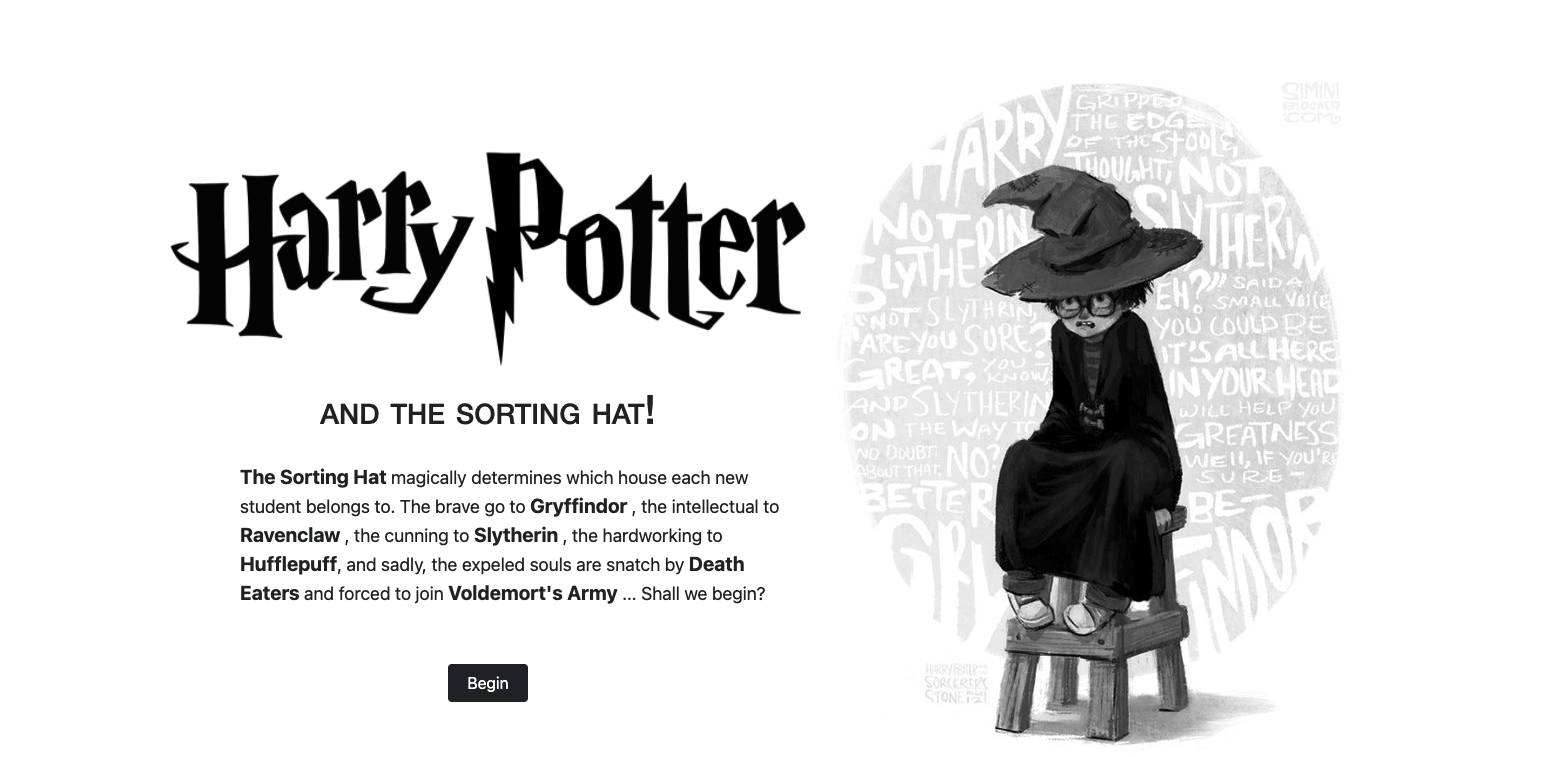 Harry Potter
AND THE SORTING HAT!
The Sorting Hat magically determines which house each new
student belongs to. The brave go to Gryffindor , the intellectual to
Ravenclaw , the cunning to Slytherin , the hardworking to
Hufflepuff, and sadly, the expeled souls are snatch by Death
Eaters and forced to join Voldemort's Army ... Shall we begin?
Begin
SIMINI
BLOCKER
.COM
HARRY GRIPPED
THE EDGE
OF THE STOOL &
THOUGHT, NOT
SLYTHERIN
NOT
SLYTHERIN
EH?" SAID A
SMALL VOICE
"NOT SLYTHRIN,
ARE YOU SURE?
YOU COULD BE
GREAT, YOU
KNOW,
IT'S ALL HERE
IN YOUR HEAD
AND SLYTHERIN
WILL HELP YOU
ON THE WAY TO
GREATNESS
NO DOUBT
ABOUT THAT.
NO?
WELL, IF YOU'RE
SURE-
BETTER
BE-
GRYFFINDOR
HARRY POTTER
SORCERER'S
STONE